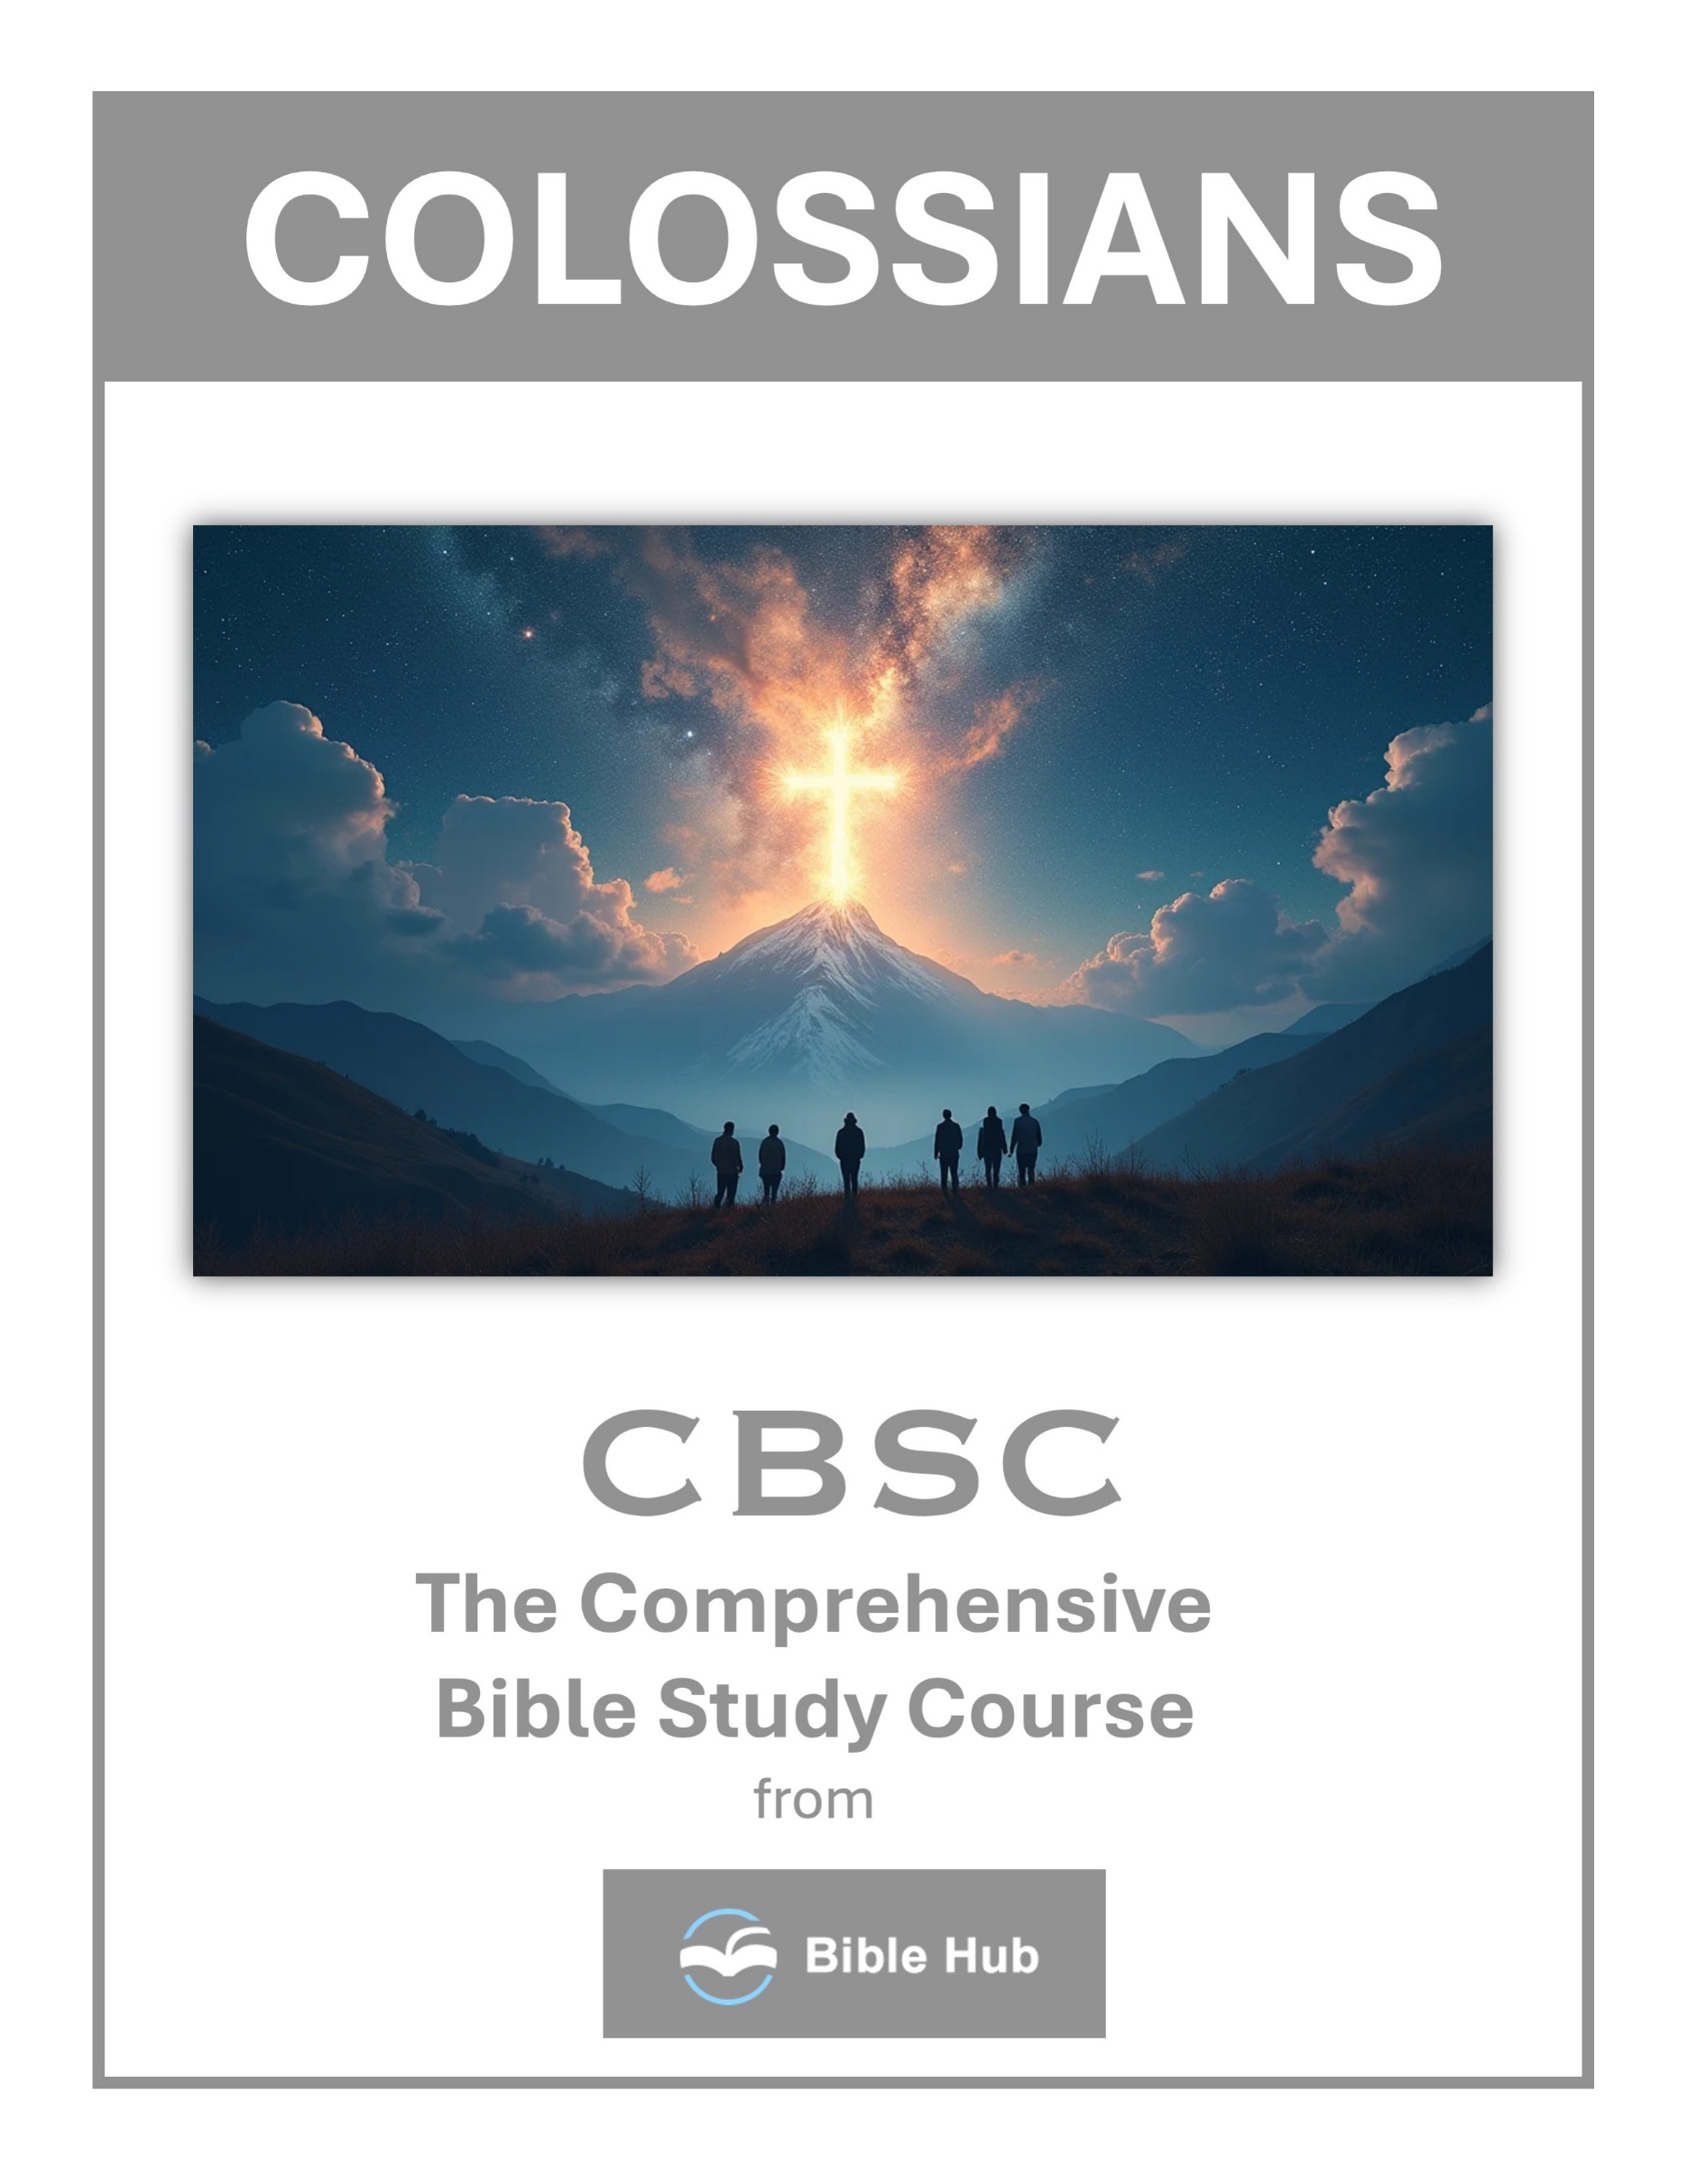 COLOSSIANS
CBSC
The Comprehensive
Bible Study Course
from
Bible Hub